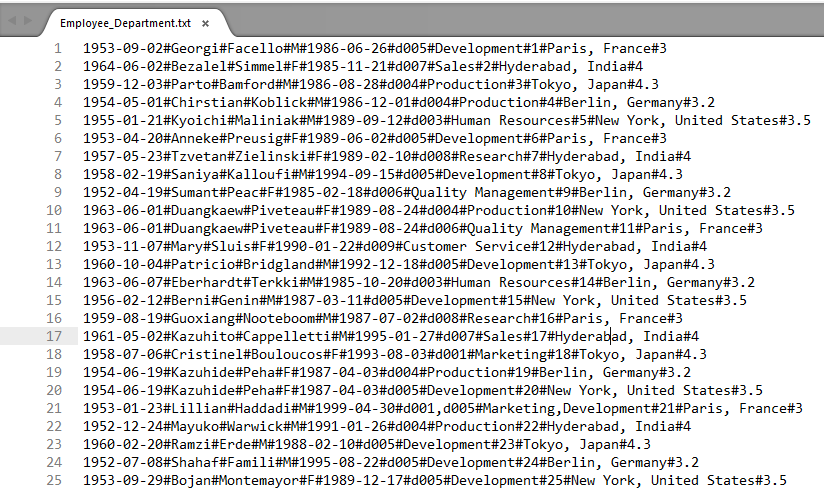 Employee_Department.txt ×
1 1953-09-02#Georgi#Facello#M#1986-06-26#d005#Development#1#Paris, France#3
2 1964-06-02#Bezalel#Simmel#F#1985-11-21#d007#Sales#2#Hyderabad, India#4
3 1959-12-03#Parto#Bamford#M#1986-08-28#d004#Production#3#Tokyo, Japan#4.3
4 1954-05-01#Chirstian#Koblick#M#1986-12-01#d004#Production#4#Berlin, Germany#3.2
5 1955-01-21#Kyoichi#Maliniak#M#1989-09-12#d003#Human Resources#5#New York, United States#3.5
6 1953-04-20#Anneke#Preusig#F#1989-06-02#d005#Development#6#Paris, France#3
7 1957-05-23#Tzvetan#Zielinski#F#1989-02-10#d008#Research#7#Hyderabad, India#4
8 1958-02-19#Saniya#Kalloufi#M#1994-09-15#d005#Development#8#Tokyo, Japan#4.3
9 1952-04-19#Sumant#Peac#F#1985-02-18#d006#Quality Management#9#Berlin, Germany#3.2
10 1963-06-01#Duangkaew#Piveteau#F#1989-08-24#d004#Production#10#New York, United States#3.5
11 1963-06-01#Duangkaew#Piveteau#F#1989-08-24#d006#Quality Management#11#Paris, France#3
12 1953-11-07#Mary#Sluis#F#1990-01-22#d009#Customer Service#12#Hyderabad, India#4
13 1960-10-04#Patricio#Bridgland#M#1992-12-18#d005#Development#13#Tokyo, Japan#4.3
14 1963-06-07#Eberhardt#Terkki#M#1985-10-20#d003#Human Resources#14#Berlin, Germany#3.2
15 1956-02-12#Berni#Genin#M#1987-03-11#d005#Development#15#New York, United States#3.5
16 1959-08-19#Guoxiang#Nooteboom#M#1987-07-02#d008#Research#16#Paris, France#3
17 1961-05-02#Kazuhito#Cappelletti#M#1995-01-27#d007#Sales#17#Hyderabad, India#4
18 1958-07-06#Cristinel#Bouloucos#F#1993-08-03#d001#Marketing#18#Tokyo, Japan#4.3
19 1954-06-19#Kazuhide#Peha#F#1987-04-03#d004#Production#19#Berlin, Germany#3.2
20 1954-06-19#Kazuhide#Peha#F#1987-04-03#d005#Development#20#New York, United States#3.5
21 1953-01-23#Lillian#Haddadi#M#1999-04-30#d001,d005#Marketing,Development#21#Paris, France#3
22 1952-12-24#Mayuko#Warwick#M#1991-01-26#d004#Production#22#Hyderabad, India#4
23 1960-02-20#Ramzi#Erde#M#1988-02-10#d005#Development#23#Tokyo, Japan#4.3
24 1952-07-08#Shahaf#Famili#M#1995-08-22#d005#Development#24#Berlin, Germany#3.2
25 1953-09-29#Bojan#Montemayor#F#1989-12-17#d005#Development#25#New York, United States#3.5